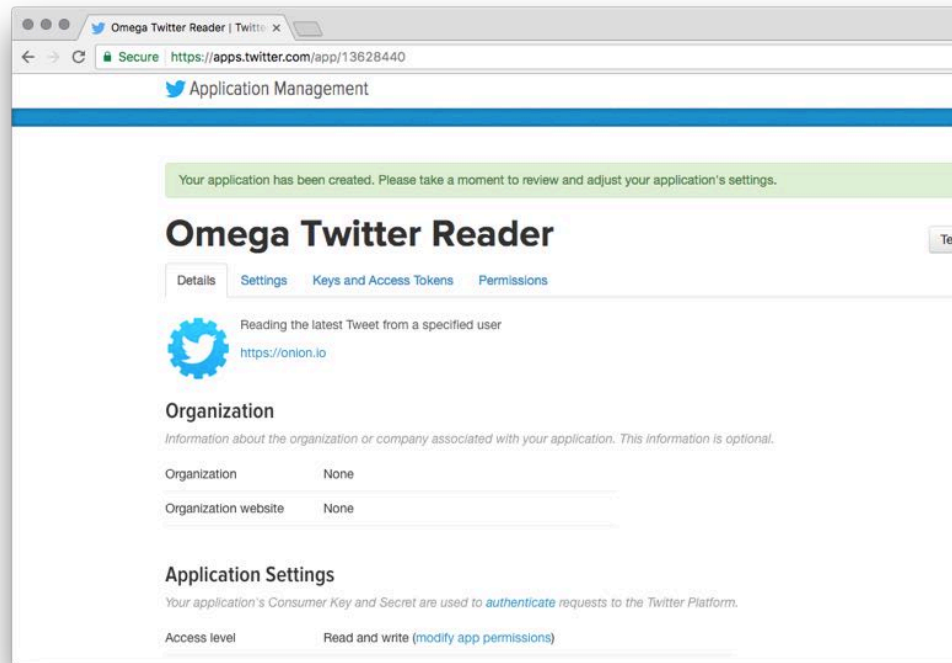 Omega Twitter Reader | Twitte
Secure https://apps.twitter.com/app/13628440
Application Management
Your application has been created. Please take a moment to review and adjust your application's settings.
Omega Twitter Reader
Te
Details Settings Keys and Access Tokens Permissions
Reading the latest Tweet from a specified user
https://onion.io
Organization
Information about the organization or company associated with your application. This information is optional.
Organization None
Organization website None
Application Settings
Your application's Consumer Key and Secret are used to authenticate requests to the Twitter Platform.
Access level Read and write (modify app permissions)